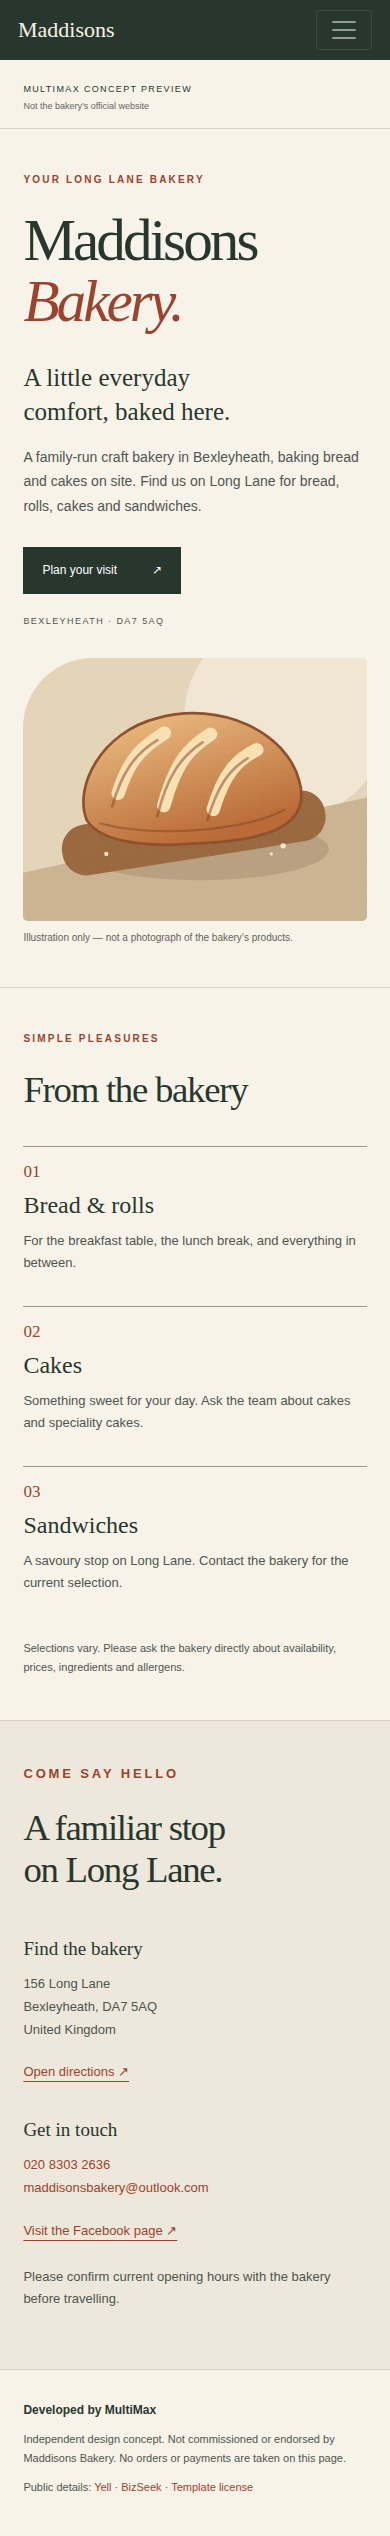 Maddisons
MULTIMAX CONCEPT PREVIEW
Not the bakery's official website
YOUR LONG LANE BAKERY
Maddisons
Bakery.
A little everyday
comfort, baked here.
A family-run craft bakery in Bexleyheath, baking bread
and cakes on site. Find us on Long Lane for bread,
rolls, cakes and sandwiches.
Plan your visit ↗
BEXLEYHEATH · DA7 5AQ
Illustration only — not a photograph of the bakery's products.
SIMPLE PLEASURES
From the bakery
01
Bread & rolls
For the breakfast table, the lunch break, and everything in
between.
02
Cakes
Something sweet for your day. Ask the team about cakes
and speciality cakes.
03
Sandwiches
A savoury stop on Long Lane. Contact the bakery for the
current selection.
Selections vary. Please ask the bakery directly about availability,
prices, ingredients and allergens.
COME SAY HELLO
A familiar stop
on Long Lane.
Find the bakery
156 Long Lane
Bexleyheath, DA7 5AQ
United Kingdom
Open directions ↗
Get in touch
020 8303 2636
maddisonsbakery@outlook.com
Visit the Facebook page ↗
Please confirm current opening hours with the bakery
before travelling.
Developed by MultiMax
Independent design concept. Not commissioned or endorsed by
Maddisons Bakery. No orders or payments are taken on this page.
Public details: Yell · BizSeek · Template license